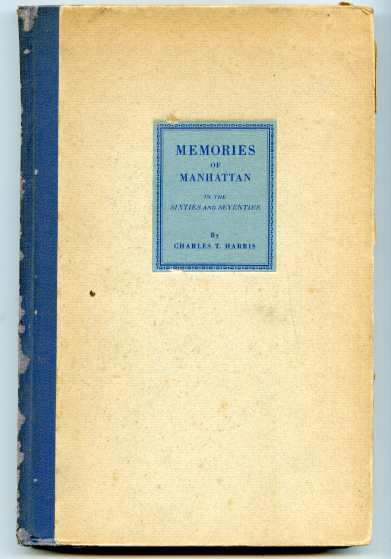 MEMORIES
OF
MANHATTAN
IN THE
SIXTIES AND SEVENTIES
By
CHARLES T. HARRIS